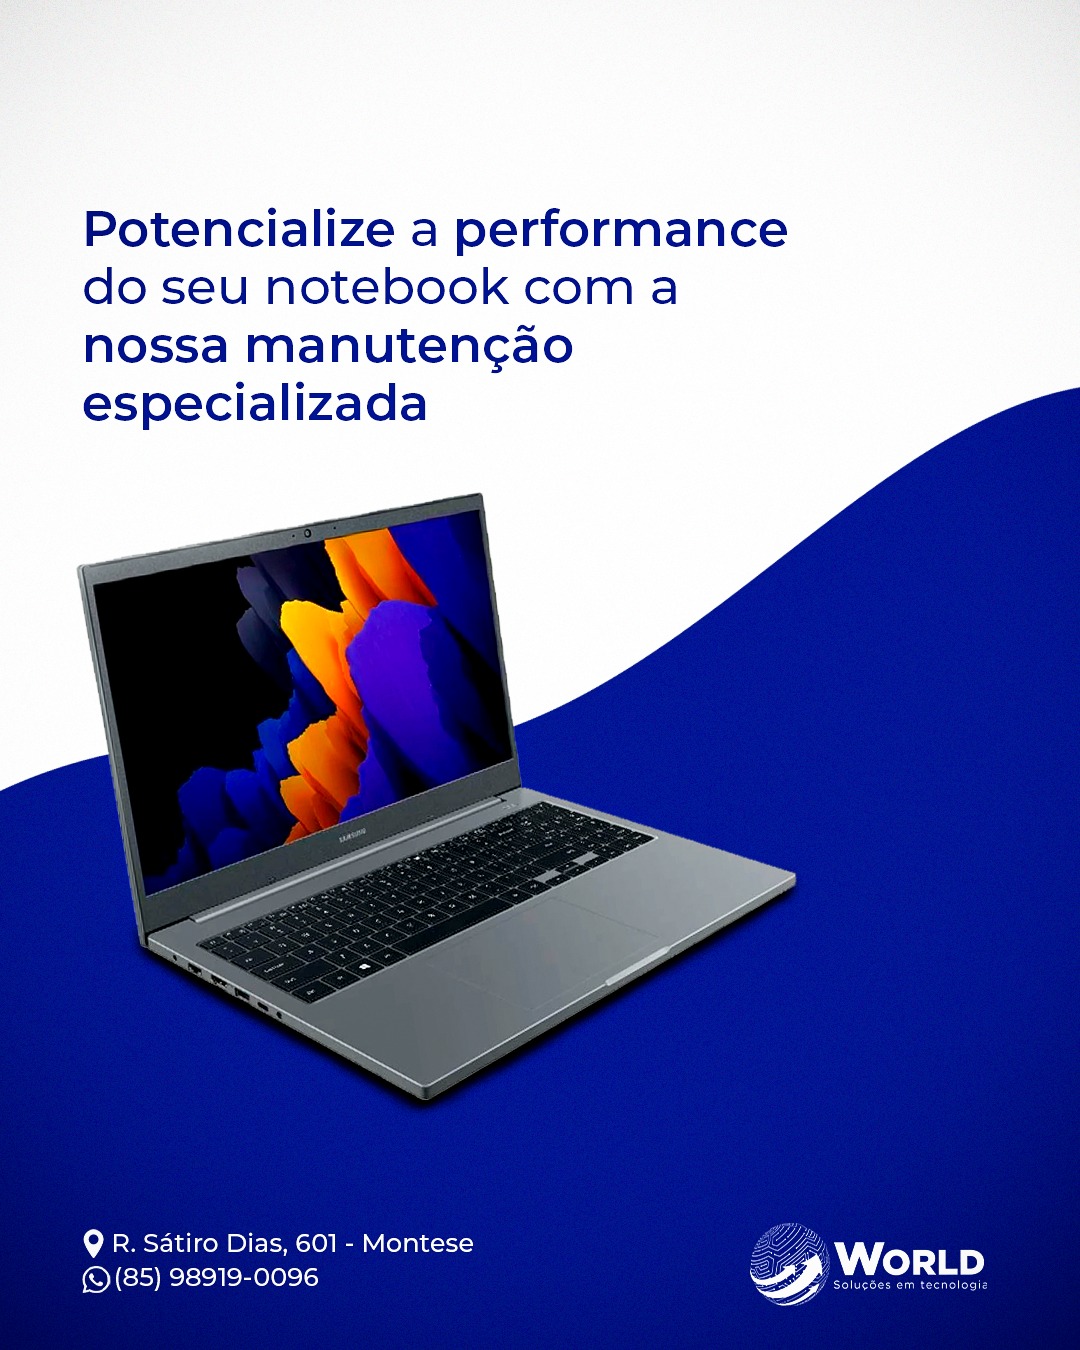 Potencialize a performance
do seu notebook com a
nossa manutenção
especializada
SAMSUNG
R. Sátiro Dias, 601 - Montese
(85) 98919-0096
WORLD
Soluções em tecnologia